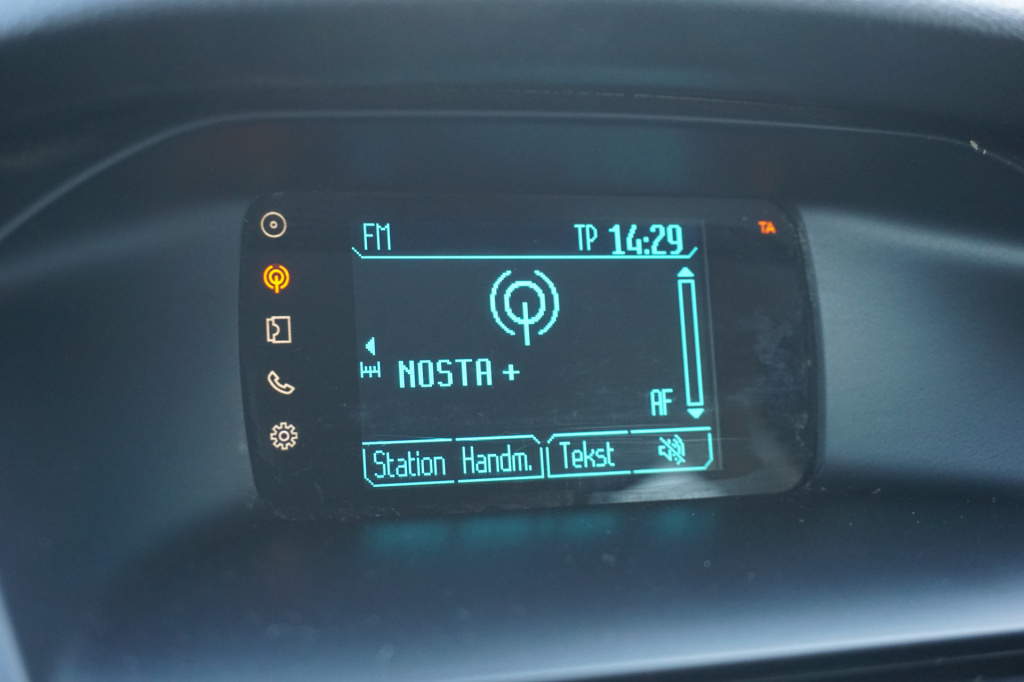 FM TP 14:29 TA
NOSTA +
AF
Station Handm. Tekst